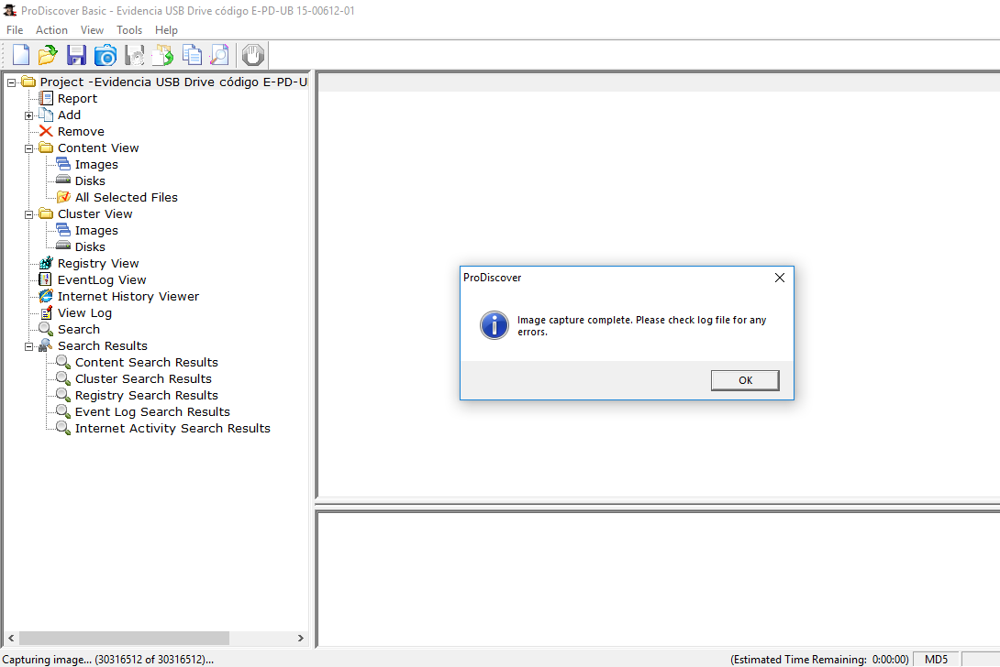 ProDiscover Basic - Evidencia USB Drive código E-PD-UB 15-00612-01
File Action View Tools Help
Project -Evidencia USB Drive código E-PD-U
Report
Add
Remove
Content View
Images
Disks
All Selected Files
Cluster View
Images
Disks
Registry View
EventLog View
Internet History Viewer
View Log
Search
Search Results
Content Search Results
Cluster Search Results
Registry Search Results
Event Log Search Results
Internet Activity Search Results
ProDiscover
Image capture complete. Please check log file for any
errors.
OK
Capturing image... (30316512 of 30316512)... (Estimated Time Remaining: 0:00:00) MD5